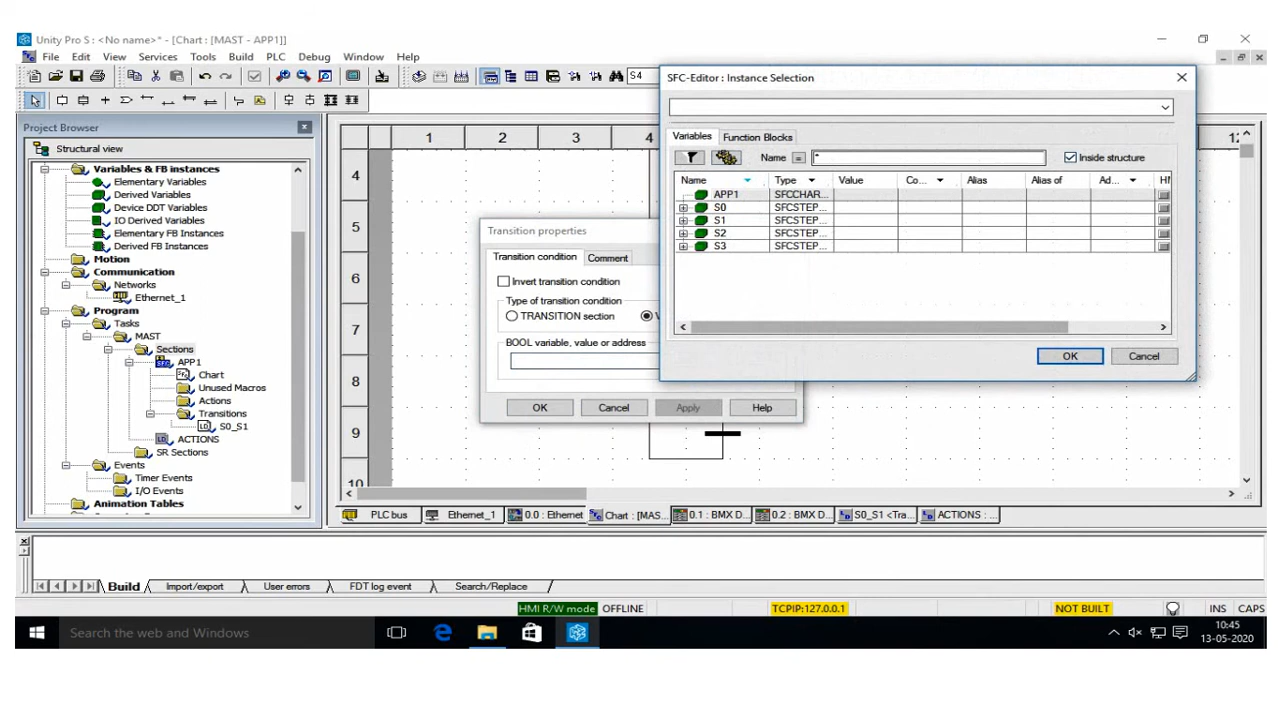 Unity Pro S : <No name>* - [Chart : [MAST - APP1]]
File Edit View Services Tools Build PLC Debug Window Help
S4
Project Browser
Structural view
Variables & FB instances
Elementary Variables
Derived Variables
Device DDT Variables
IO Derived Variables
Elementary FB Instances
Derived FB Instances
Motion
Communication
Networks
Ethernet_1
Program
Tasks
MAST
Sections
APP1
Chart
Unused Macros
Actions
Transitions
S0_S1
ACTIONS
SR Sections
Events
Timer Events
I/O Events
Animation Tables
1 2 3 4
4
5
6
7
8
9
10
Transition properties
Transition condition Comment
Invert transition condition
Type of transition condition
TRANSITION section
BOOL variable, value or address
OK Cancel Apply Help
SFC-Editor : Instance Selection
Variables Function Blocks
Name = * Inside structure
Name Type Value Co... Alias Alias of Ad...
APP1 SFCCHAR...
S0 SFCSTEP...
S1 SFCSTEP...
S2 SFCSTEP...
S3 SFCSTEP...
OK Cancel
PLC bus Ethernet_1 0.0 : Ethernet Chart : [MAS... 0.1 : BMX D... 0.2 : BMX D... S0_S1 <Tra... ACTIONS : ...
Build Import/export User errors FDT log event Search/Replace
HMI R/W mode OFFLINE TCPIP:127.0.0.1 NOT BUILT INS CAPS
Search the web and Windows
10:45
13-05-2020